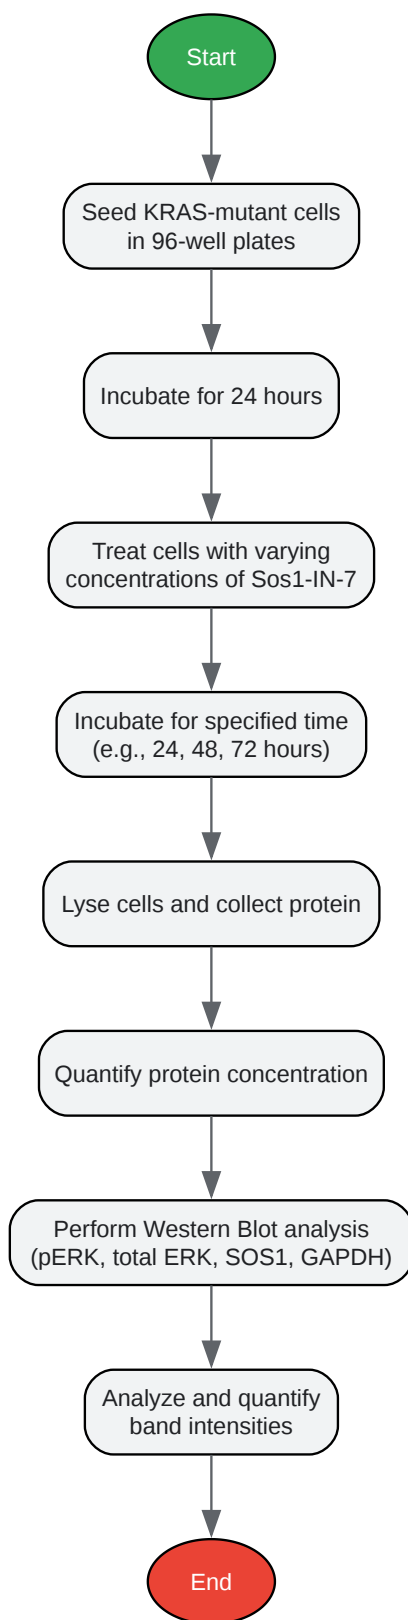 Start
Seed KRAS-mutant cells
in 96-well plates
Incubate for 24 hours
Treat cells with varying
concentrations of Sos1-IN-7
Incubate for specified time
(e.g., 24, 48, 72 hours)
Lyse cells and collect protein
Quantify protein concentration
Perform Western Blot analysis
(pERK, total ERK, SOS1, GAPDH)
Analyze and quantify
band intensities
End